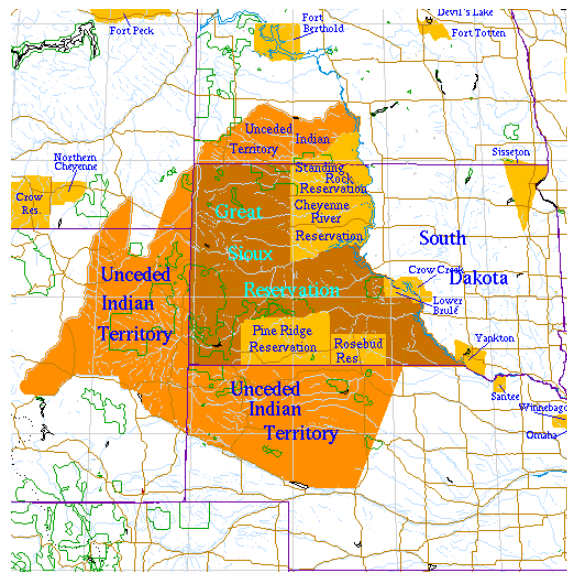 Devil's Lake
Fort
Berthold
Fort Peck
Fort Totten
Unceded
Indian
Territory
Sisseton
Northern
Cheyenne
Standing
Rock
Reservation
Crow
Res.
Great
Sioux
Reservation
Cheyenne
River
Reservation
South
Dakota
Unceded
Indian
Territory
Crow Creek
Lower
Brulé
Pine Ridge
Reservation
Rosebud
Res.
Yankton
Unceded
Indian
Territory
Santee
Winnebago
Omaha